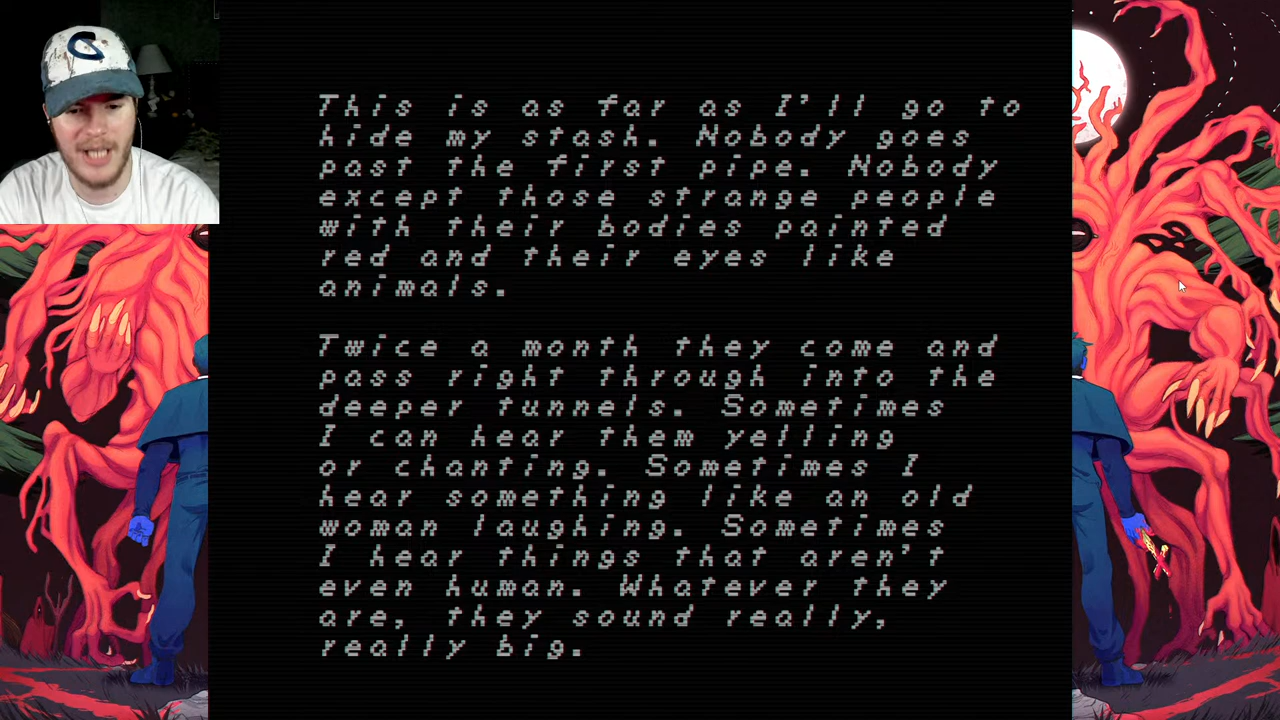 This is as far as I'll go to
hide my stash. Nobody goes
past the first pipe. Nobody
except those strange people
with their bodies painted
red and their eyes like
animals.
Twice a month they come and
pass right through into the
deeper tunnels. Sometimes
I can hear them yelling
or chanting. Sometimes I
hear something like an old
woman laughing. Sometimes
I hear things that aren't
even human. Whatever they
are, they sound really,
really big.